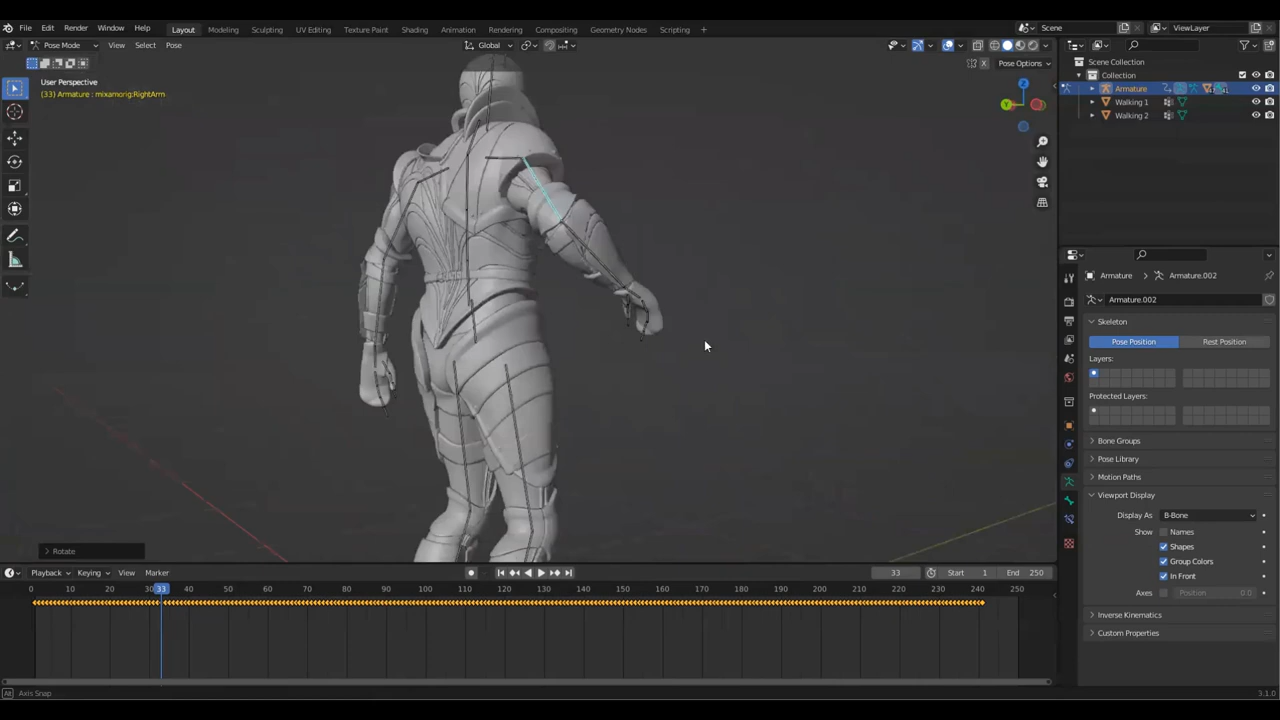 File Edit Render Window Help Layout Modeling Sculpting UV Editing Texture Paint Shading Animation Rendering Compositing Geometry Nodes Scripting + Scene ViewLayer
Pose Mode View Select Pose Global
Pose Options
User Perspective
(33) Armature : mixamorig:RightArm
Z
Y
Scene Collection
Collection
Armature
Walking 1
Walking 2
Armature Armature.002
Armature.002
Skeleton
Pose Position Rest Position
Layers:
Protected Layers:
Bone Groups
Pose Library
Motion Paths
Viewport Display
Display As B-Bone
Show Names
Shapes
Group Colors
In Front
Axes Position 0.0
Inverse Kinematics
Custom Properties
Rotate
Playback Keying View Marker 33 Start 1 End 250
0 10 20 30 33 40 50 60 70 80 90 100 110 120 130 140 150 160 170 180 190 200 210 220 230 240 250
Alt Axis Snap 3.1.0